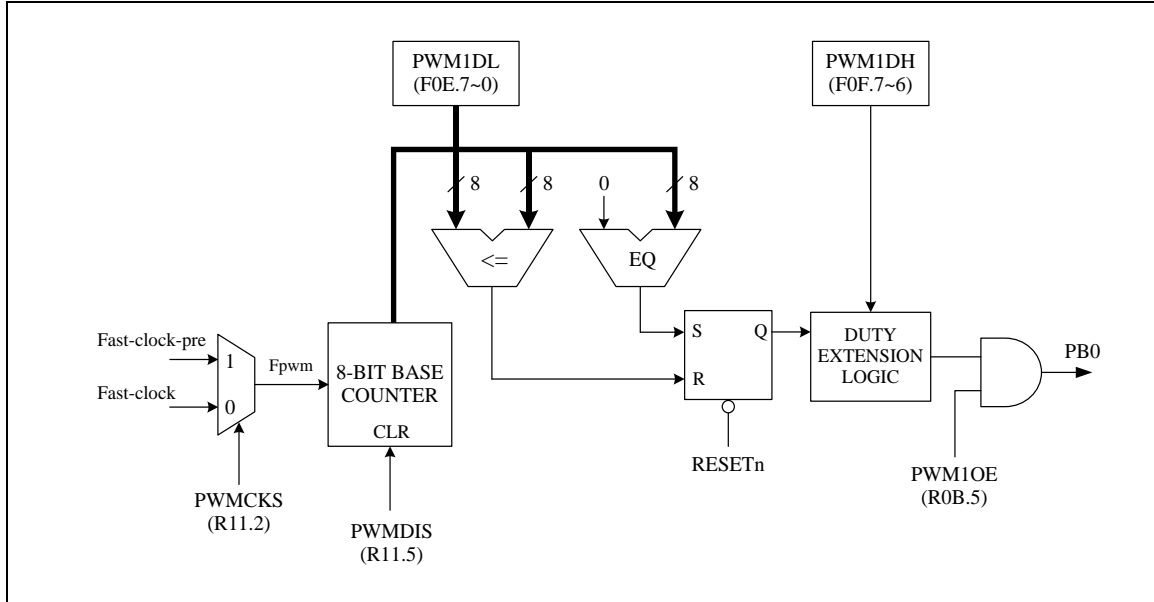 PWM1DL
(F0E.7~0)
PWM1DH
(F0F.7~6)
8
8
0
8
<=
EQ
Fast-clock-pre
1
Fpwm
Fast-clock
0
8-BIT BASE
COUNTER
CLR
S
Q
R
DUTY
EXTENSION
LOGIC
PB0
RESETn
PWMCKS
(R11.2)
PWMDIS
(R11.5)
PWM1OE
(R0B.5)